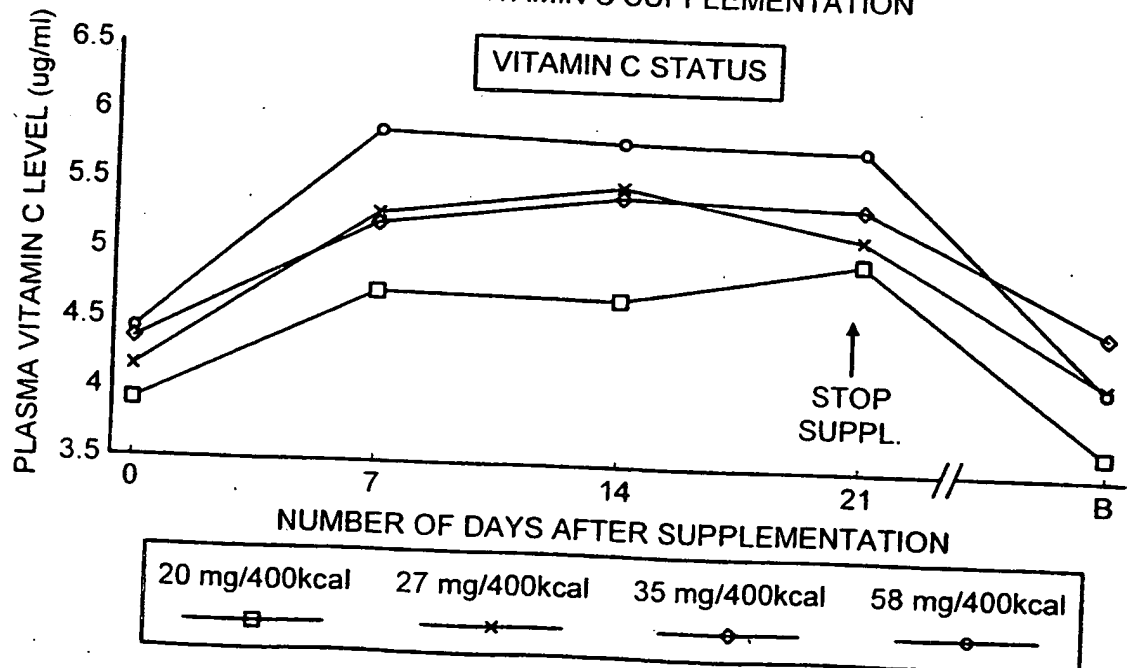 SUPPLEMENTATION
VITAMIN C STATUS
PLASMA VITAMIN C LEVEL (ug/ml)
6.5
6
5.5
5
4.5
4
3.5
STOP
SUPPL.
0 7 14 21 B
NUMBER OF DAYS AFTER SUPPLEMENTATION
20 mg/400kcal 27 mg/400kcal 35 mg/400kcal 58 mg/400kcal